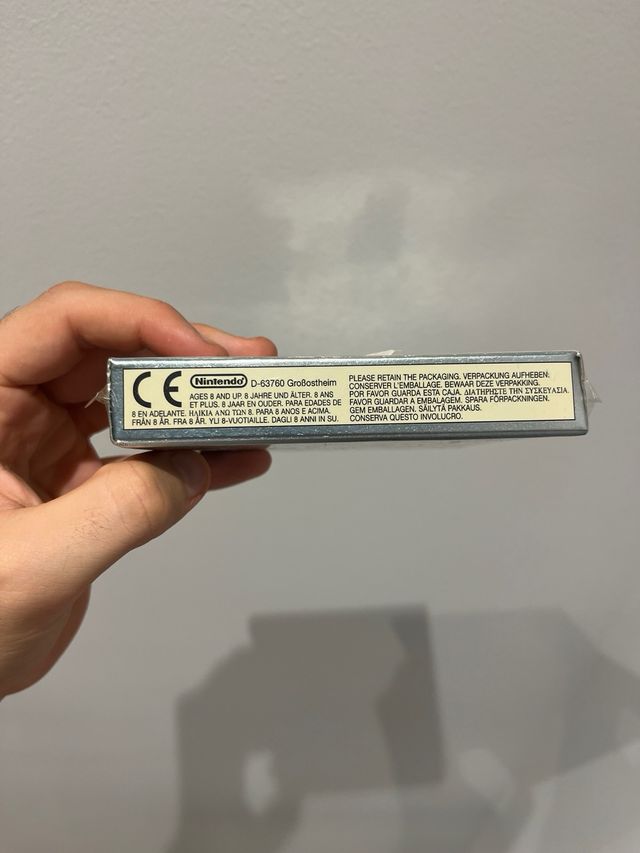 CE Nintendo D-63760 Großostheim
AGES 8 AND UP. 8 JAHRE UND ÄLTER. 8 ANS
ET PLUS. 8 JAAR EN OUDER. PARA EDADES DE
8 EN ADELANTE. ΗΛΙΚΙΑ ΑΝΩ ΤΩΝ 8. PARA 8 ANOS E ACIMA.
FRÅN 8 ÅR. FRA 8 ÅR. YLI 8-VUOTIAILLE. DAGLI 8 ANNI IN SU.
PLEASE RETAIN THE PACKAGING. VERPACKUNG AUFHEBEN.
CONSERVER L'EMBALLAGE. BEWAAR DEZE VERPAKKING.
POR FAVOR GUARDA ESTA CAJA. ΔΙΑΤΗΡΗΣΤΕ ΤΗΝ ΣΥΣΚΕΥΑΣΙΑ.
FAVOR GUARDAR A EMBALAGEM. SPARA FÖRPACKNINGEN.
GEM EMBALLAGEN. SÄILYTÄ PAKKAUS.
CONSERVA QUESTO INVOLUCRO.